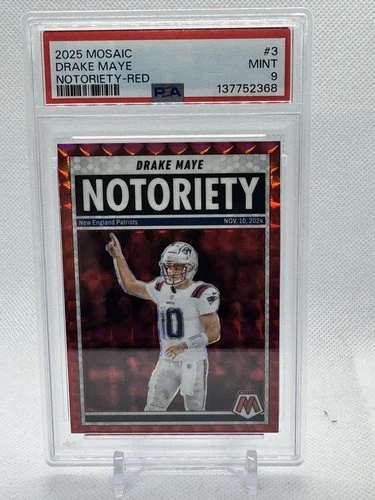 2025 MOSAIC #3
DRAKE MAYE MINT
NOTORIETY-RED 9
PSA 137752368
DRAKE MAYE
NOTORIETY
New England Patriots NOV. 10, 2024
10
M